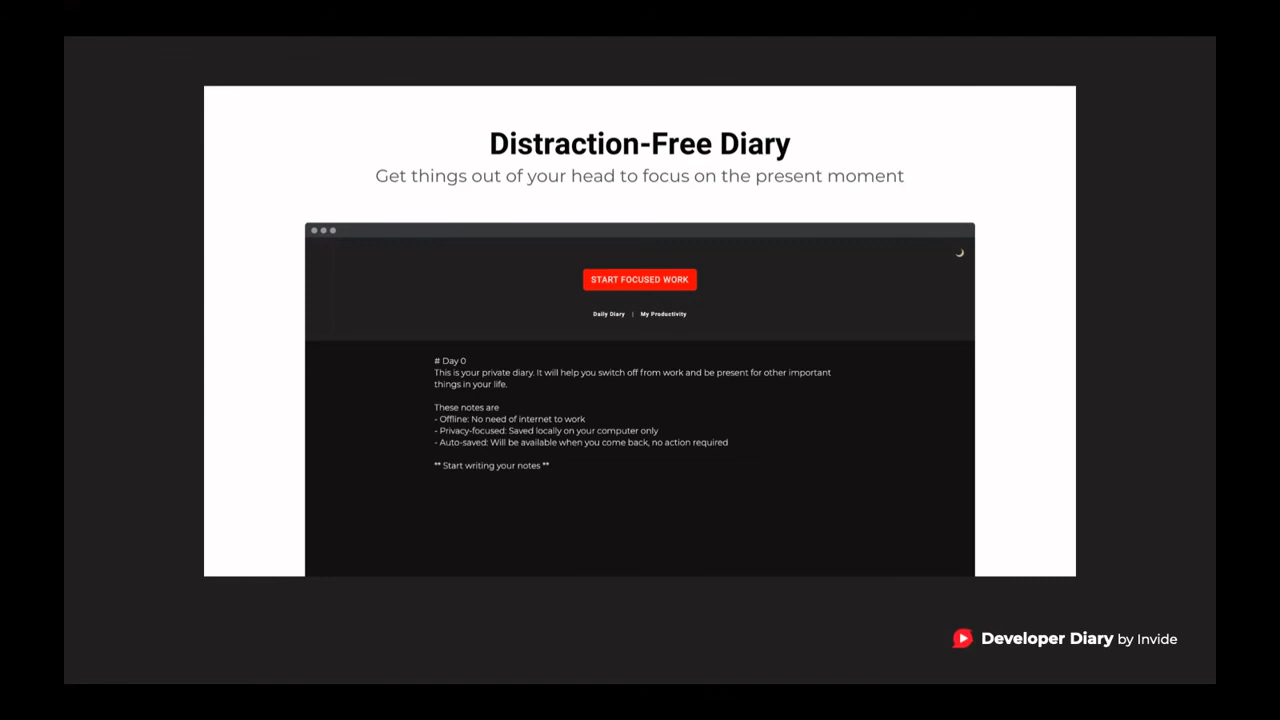 Distraction-Free Diary
Get things out of your head to focus on the present moment
START FOCUSED WORK
Daily Diary | My Productivity
# Day 0
This is your private diary. It will help you switch off from work and be present for other important
things in your life.
These notes are
- Offline: No need of internet to work
- Privacy-focused: Saved locally on your computer only
- Auto-saved: Will be available when you come back, no action required
** Start writing your notes **
Developer Diary by Invide